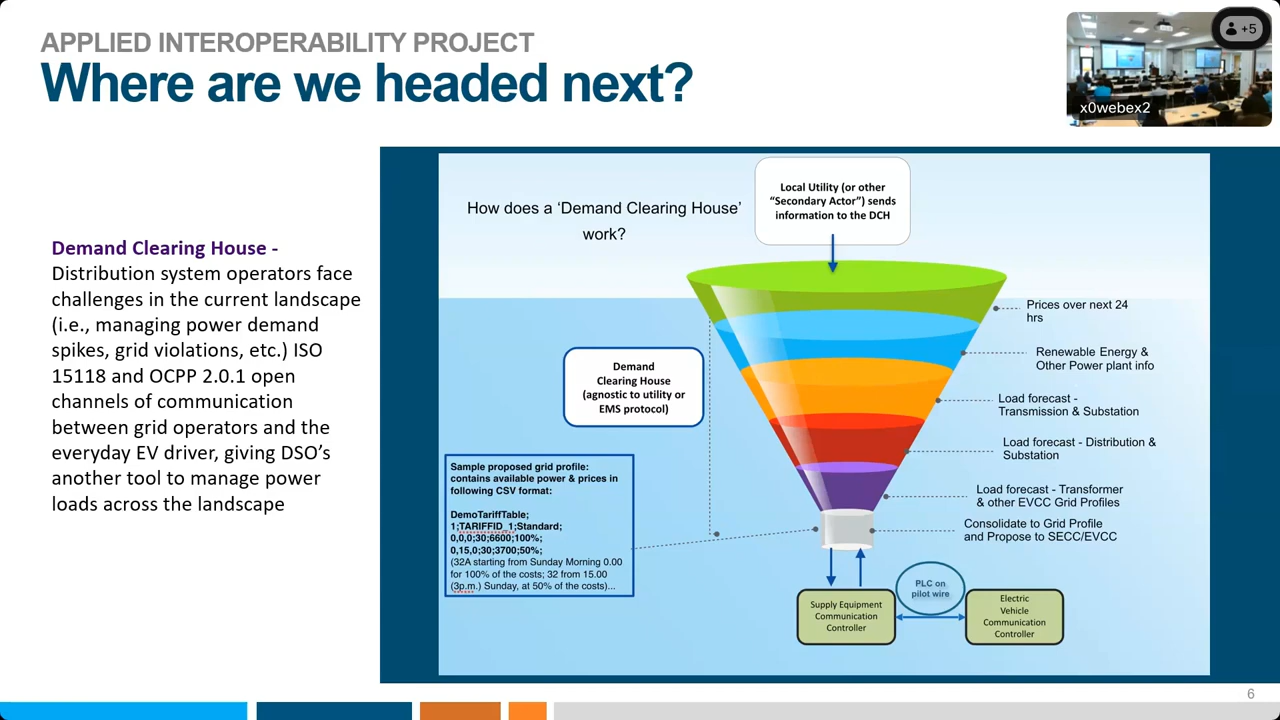 APPLIED INTEROPERABILITY PROJECT
Where are we headed next?
+5
x0webex2
Demand Clearing House -
Distribution system operators face
challenges in the current landscape
(i.e., managing power demand
spikes, grid violations, etc.) ISO
15118 and OCPP 2.0.1 open
channels of communication
between grid operators and the
everyday EV driver, giving DSO’s
another tool to manage power
loads across the landscape
How does a ‘Demand Clearing House’
work?
Local Utility (or other
“Secondary Actor”) sends
information to the DCH
Demand
Clearing House
(agnostic to utility or
EMS protocol)
Sample proposed grid profile:
contains available power & prices in
following CSV format:
DemoTariffTable;
1;TARIFFID_1;Standard;
0,0,0;30;6600;100%;
0,15,0;30;3700;50%;
(32A starting from Sunday Morning 0.00
for 100% of the costs; 32 from 15.00
(3p.m.) Sunday, at 50% of the costs)...
Prices over next 24
hrs
Renewable Energy &
Other Power plant info
Load forecast -
Transmission & Substation
Load forecast - Distribution &
Substation
Load forecast - Transformer
& other EVCC Grid Profiles
Consolidate to Grid Profile
and Propose to SECC/EVCC
PLC on
pilot wire
Supply Equipment
Communication
Controller
Electric
Vehicle
Communication
Controller
6